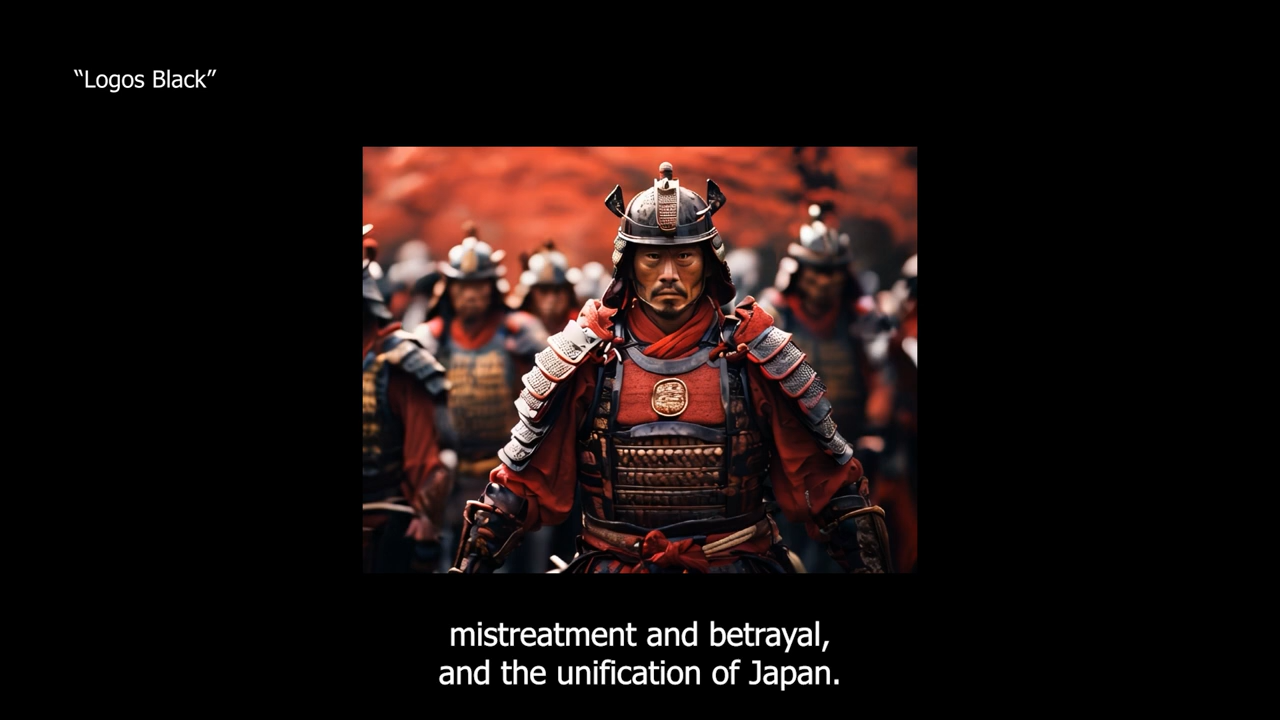 “Logos Black”
mistreatment and betrayal,
and the unification of Japan.